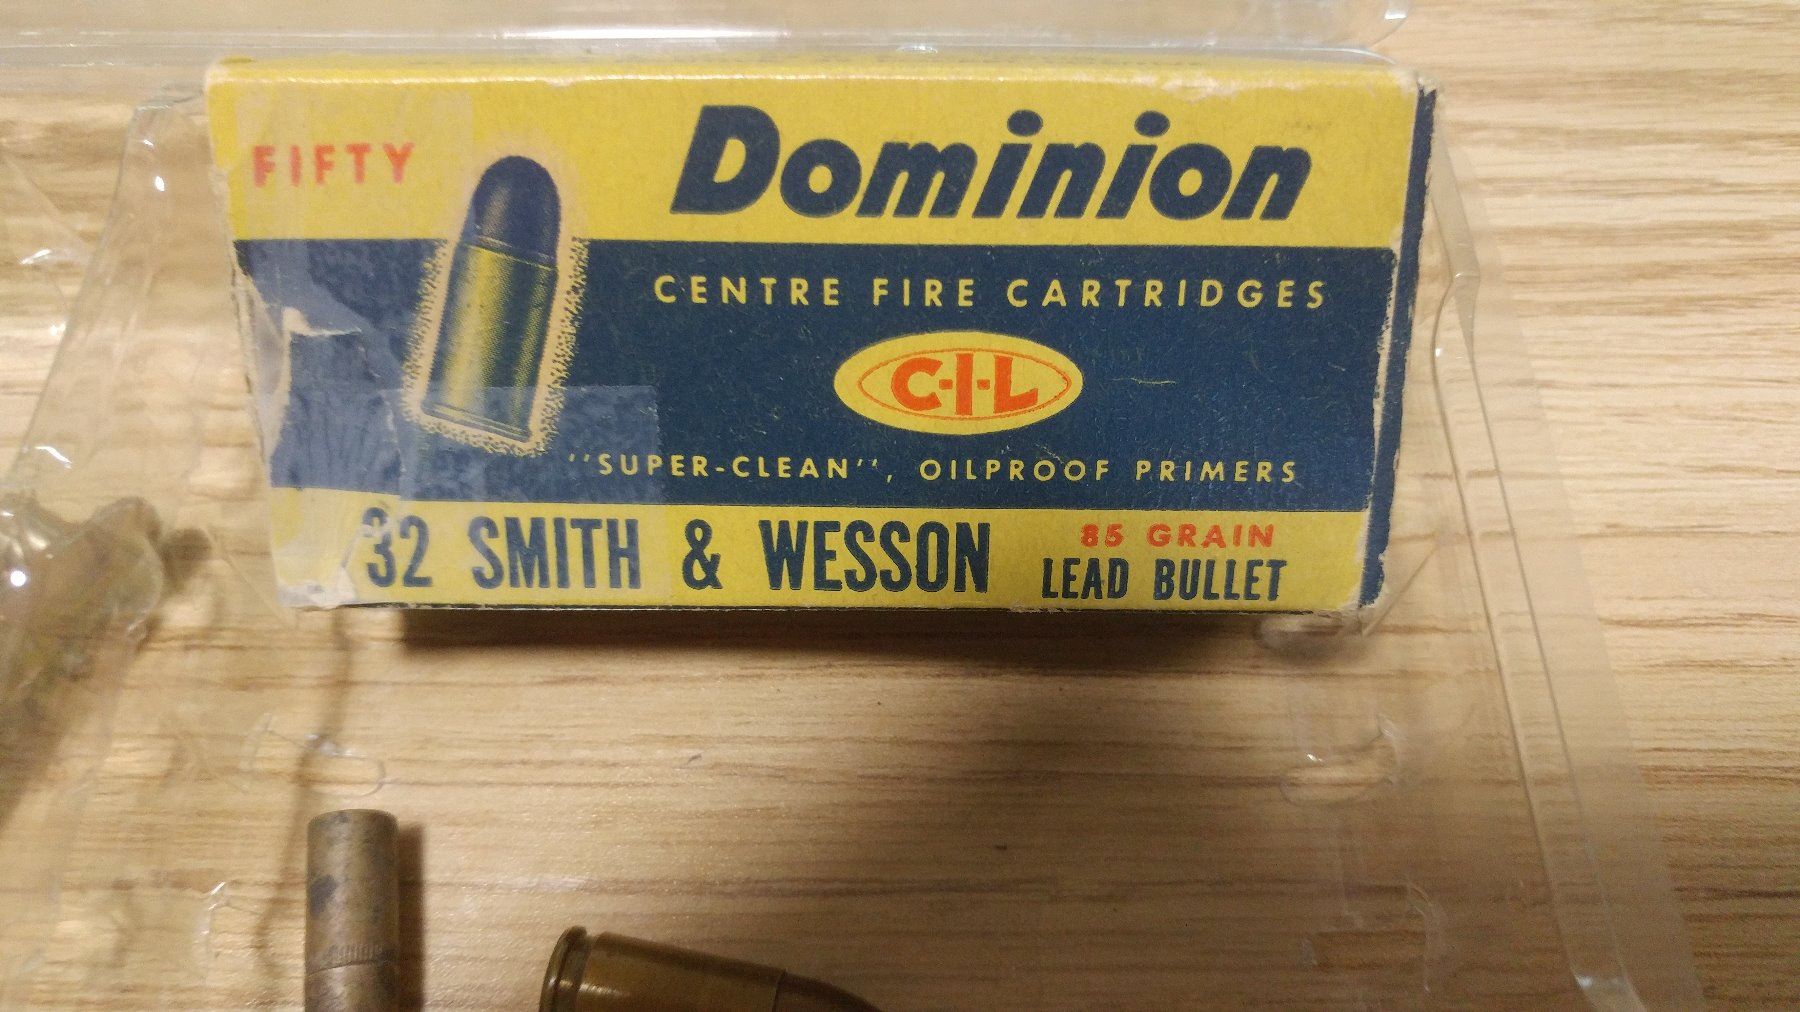 FIFTY
Dominion
CENTRE FIRE CARTRIDGES
C-I-L
"SUPER-CLEAN", OILPROOF PRIMERS
32 SMITH & WESSON
85 GRAIN
LEAD BULLET